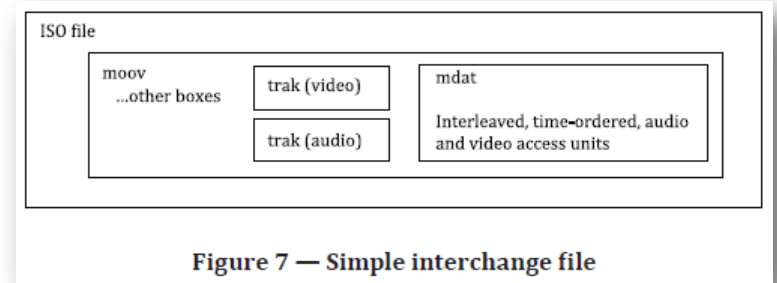 ISO file
moov
...other boxes
trak (video)
trak (audio)
mdat
Interleaved, time-ordered, audio
and video access units
Figure 7 — Simple interchange file